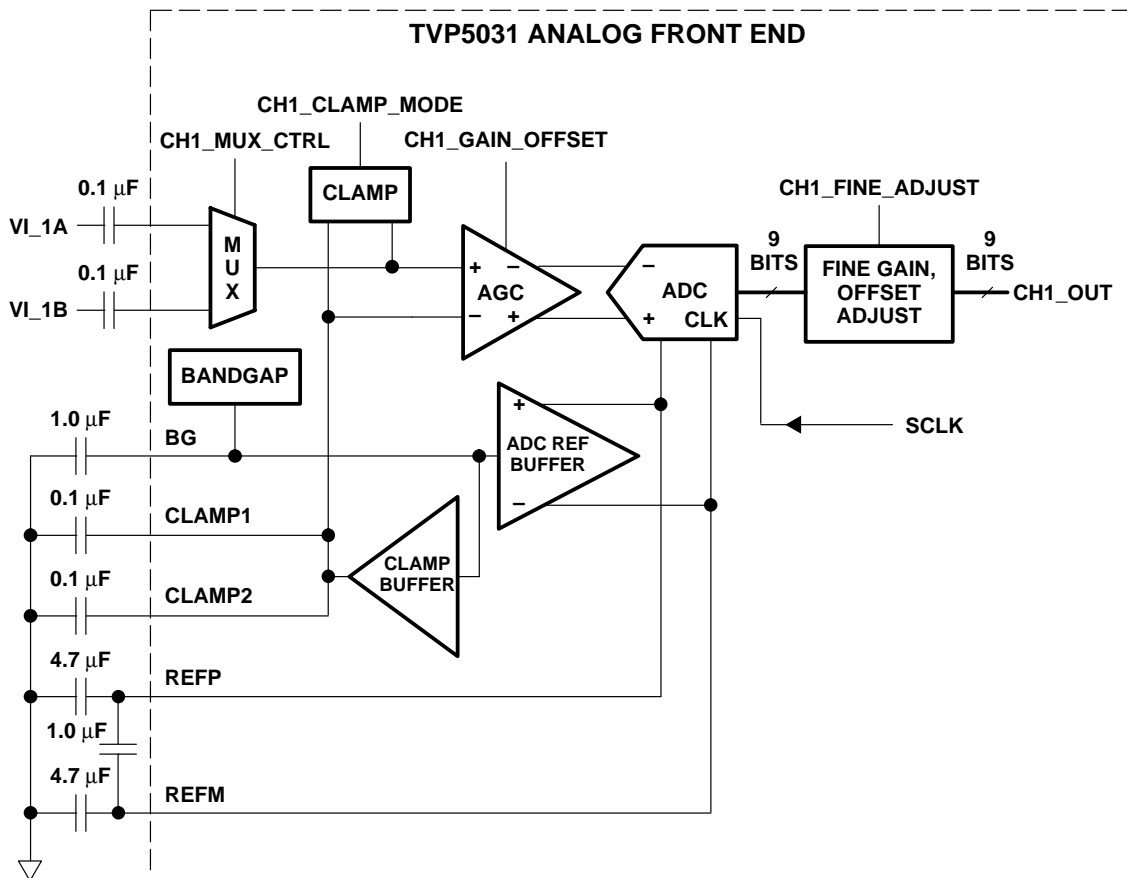 TVP5031 ANALOG FRONT END
CH1_CLAMP_MODE
CH1_MUX_CTRL
CH1_GAIN_OFFSET
0.1 μF
CLAMP
CH1_FINE_ADJUST
VI_1A
MUX
9
BITS
9
BITS
+ −
−
AGC
ADC
FINE GAIN,
OFFSET
ADJUST
CH1_OUT
0.1 μF
VI_1B
− +
+
CLK
BANDGAP
1.0 μF
BG
+
ADC REF
BUFFER
−
SCLK
0.1 μF
CLAMP1
CLAMP
BUFFER
0.1 μF
CLAMP2
4.7 μF
REFP
1.0 μF
4.7 μF
REFM